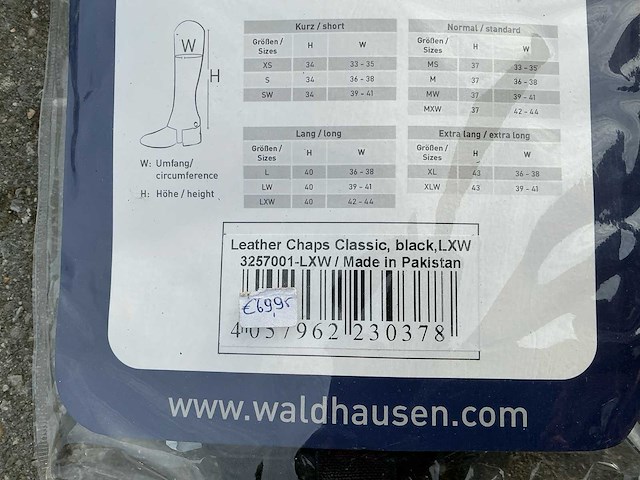 W
H
W: Umfang/
circumference
H: Höhe / height
Kurz / short
Größen / Sizes H W
XS 34 33 - 35
S 34 36 - 38
SW 34 39 - 41
Normal / standard
Größen / Sizes H W
MS 37 33 - 35
M 37 36 - 38
MW 37 39 - 41
MXW 37 42 - 44
Lang / long
Größen / Sizes H W
L 40 36 - 38
LW 40 39 - 41
LXW 40 42 - 44
Extra lang / extra long
Größen / Sizes H W
XL 43 36 - 38
XLW 43 39 - 41
Leather Chaps Classic, black,LXW
3257001-LXW / Made in Pakistan
€69,95
4 057962 230378
www.waldhausen.com